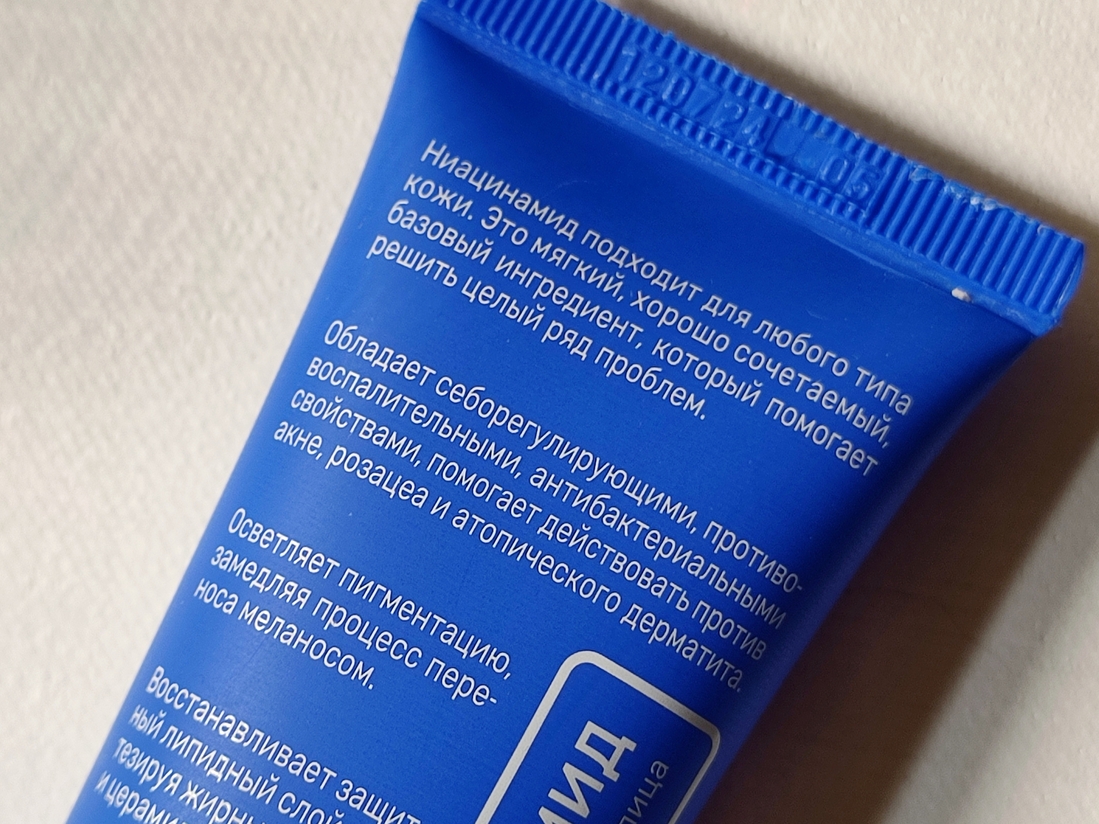 120724 05
Ниацинамид подходит для любого типа
кожи. Это мягкий, хорошо сочетаемый,
базовый ингредиент, который помогает
решить целый ряд проблем.
Обладает себорегулирующими, противо-
воспалительными, антибактериальными
свойствами, помогает действовать против
акне, розацеа и атопического дерматита.
Осветляет пигментацию,
замедляя процесс пере-
носа меланосом.
Восстанавливает защит
ный липидный слой
тезируя жирны
и церами
мид
лица